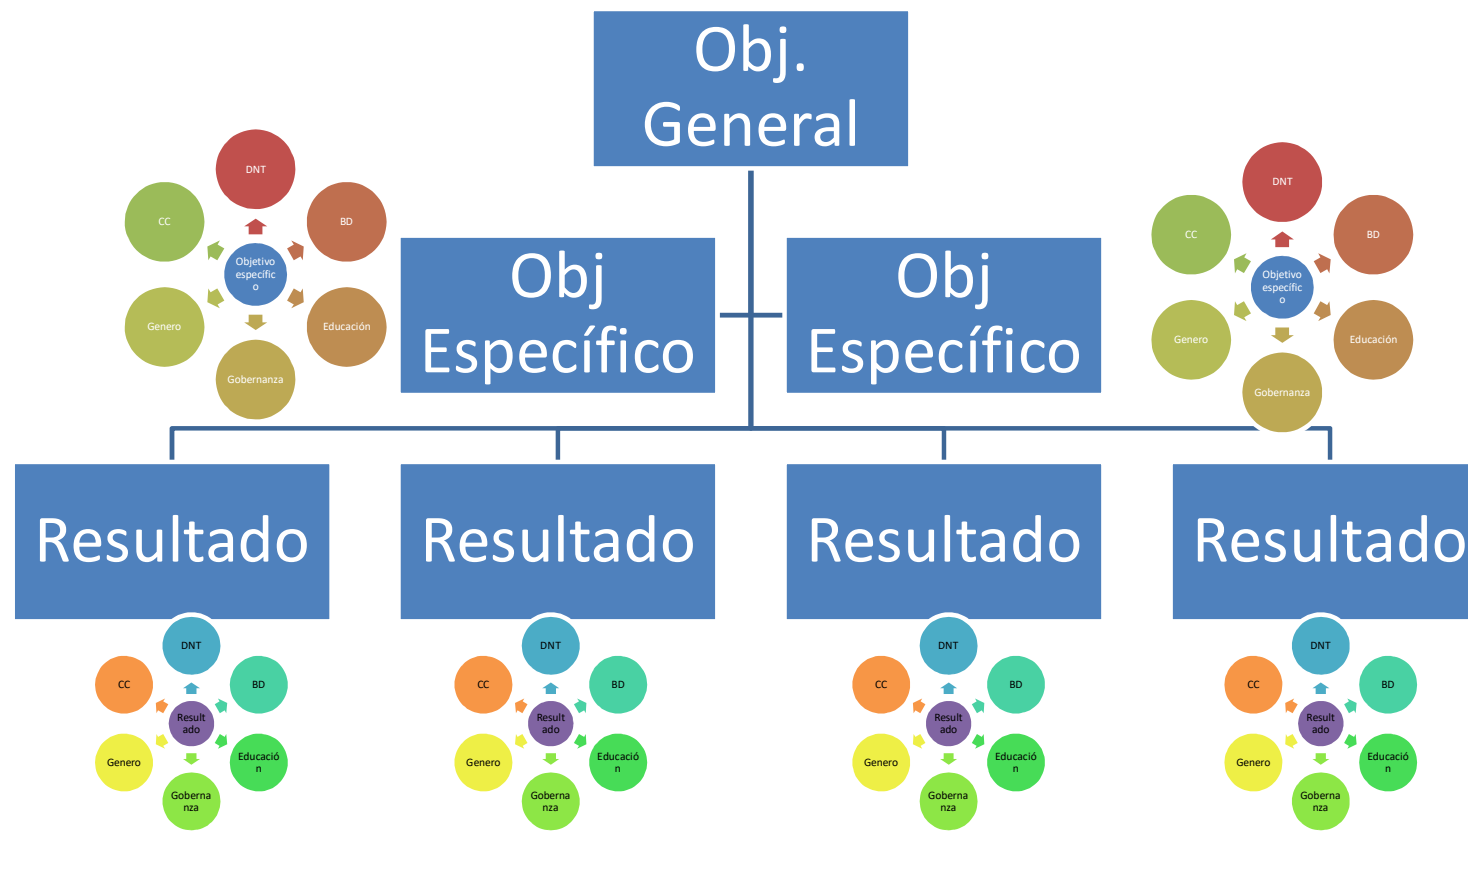 Obj.
General
DNT
CC
BD
Objetivo
específic
o
Genero
Educación
Gobernanza
Obj
Específico
Obj
Específico
DNT
CC
BD
Objetivo
específic
o
Genero
Educación
Gobernanza
Resultado
Resultado
Resultado
Resultado
DNT
CC
BD
Result
ado
Genero
Educació
n
Goberna
nza
DNT
CC
BD
Result
ado
Genero
Educació
n
Goberna
nza
DNT
CC
BD
Result
ado
Genero
Educació
n
Goberna
nza
DNT
CC
BD
Result
ado
Genero
Educació
n
Goberna
nza